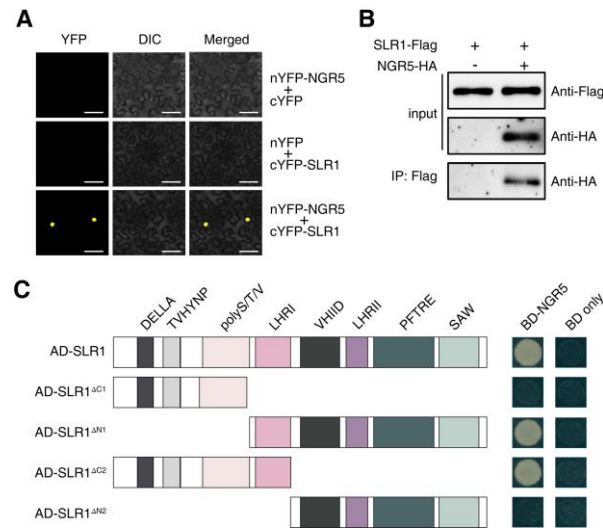 A
YFP
DIC
Merged
nYFP-NGR5
+
cYFP
nYFP
+
cYFP-SLR1
nYFP-NGR5
+
cYFP-SLR1
B
SLR1-Flag + +
NGR5-HA - +
input
Anti-Flag
Anti-HA
IP: Flag
Anti-HA
C
DELLA
TVHYNP
polyS/T/V
LHRI
VHIID
LHRII
PFTRE
SAW
BD-NGR5
BD only
AD-SLR1
AD-SLR1ΔC1
AD-SLR1ΔN1
AD-SLR1ΔC2
AD-SLR1ΔN2